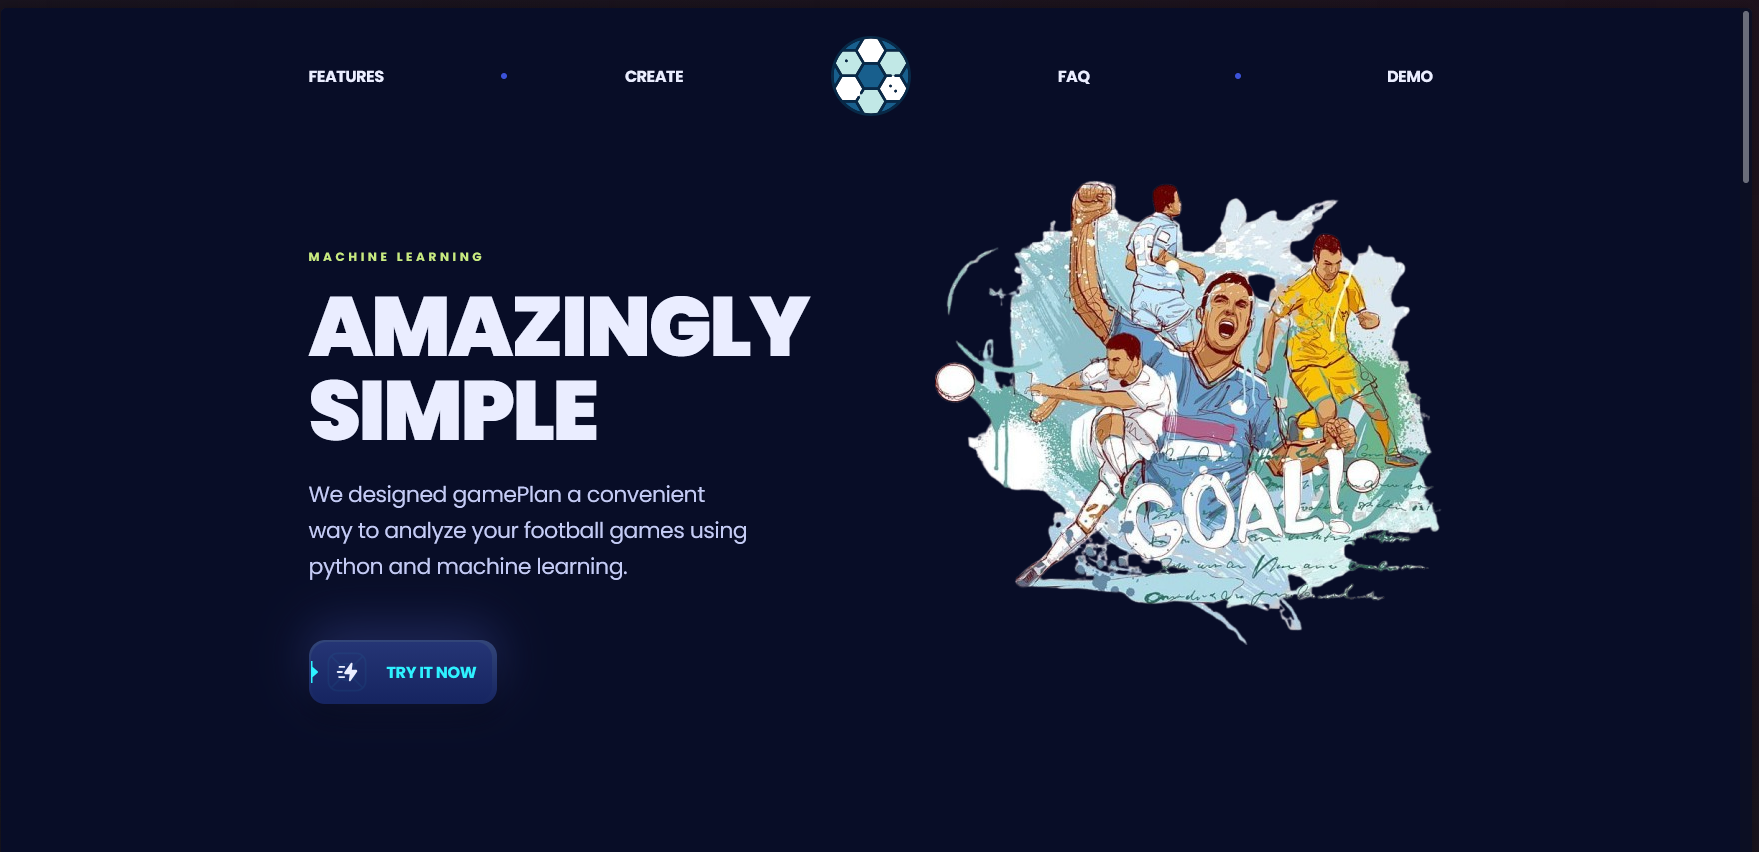 FEATURES
CREATE
FAQ
DEMO
MACHINE LEARNING
AMAZINGLY
SIMPLE
We designed gamePlan a convenient
way to analyze your football games using
python and machine learning.
TRY IT NOW
GOAL!